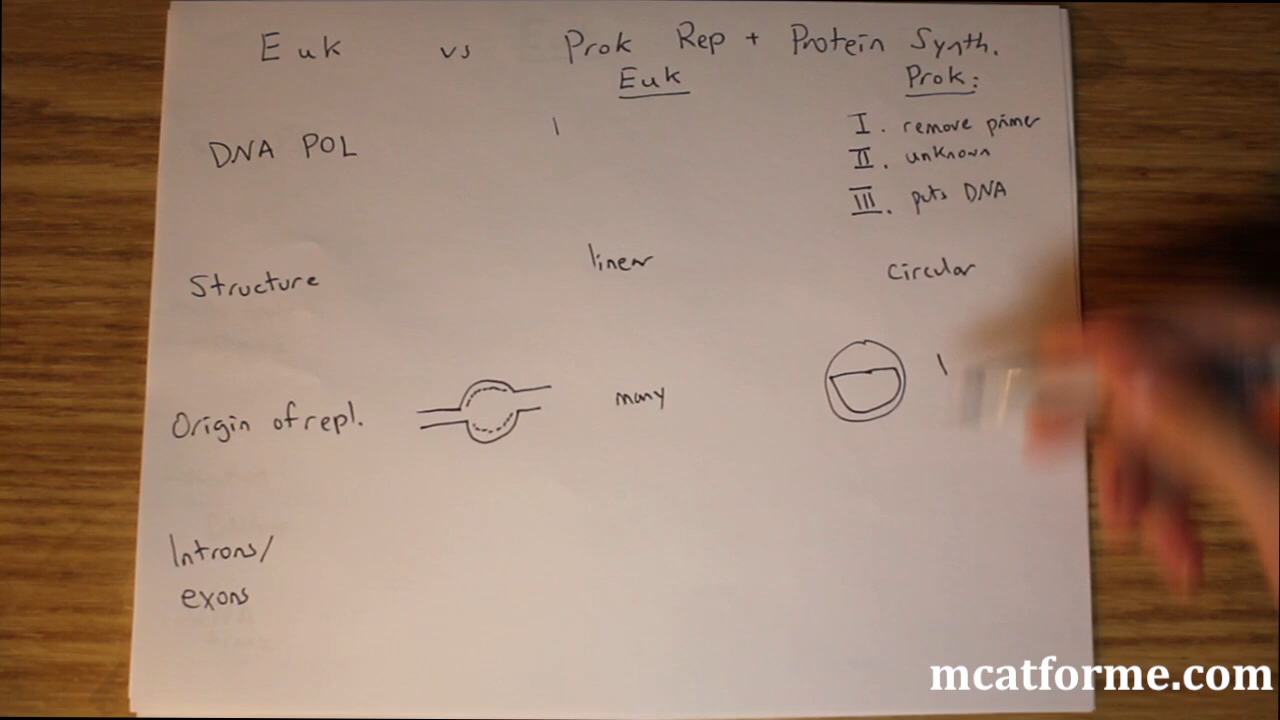 Euk vs Prok Rep + Protein Synth.
Euk Prok:
DNA POL 1 I. remove primer
II. unknown
III. puts DNA
Structure linear circular
Origin of repl. many 1
Introns/
exons
mcatforme.com